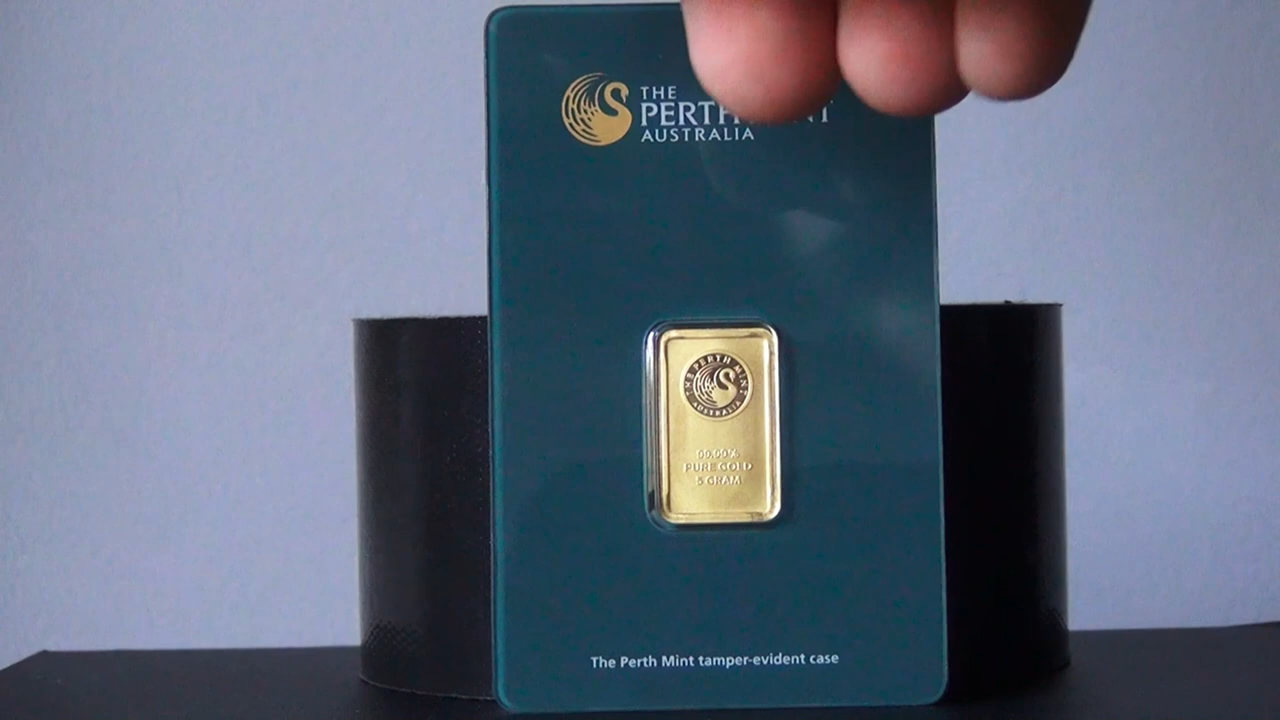 THE
PERTH MINT
AUSTRALIA
THE PERTH MINT
AUSTRALIA
99.99%
PURE GOLD
5 GRAM
The Perth Mint tamper-evident case